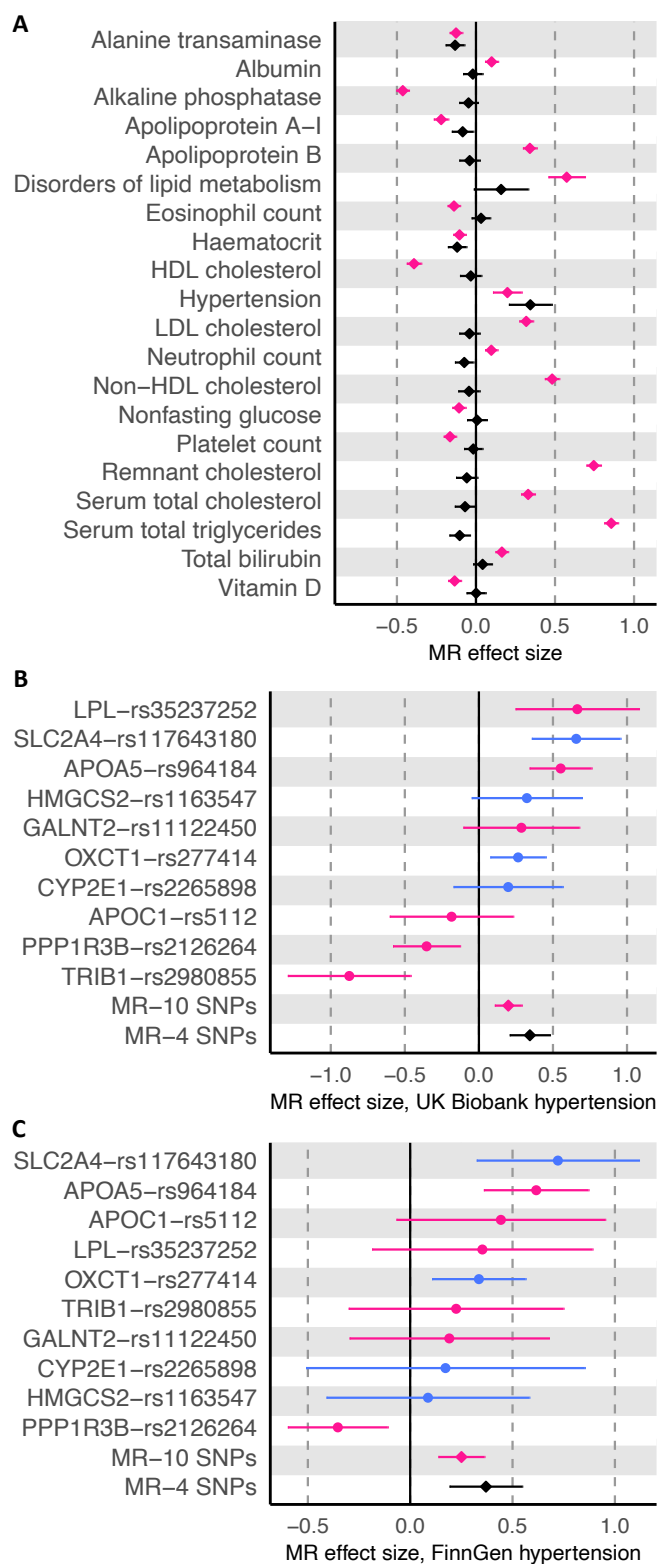 A
Alanine transaminase
Albumin
Alkaline phosphatase
Apolipoprotein A−I
Apolipoprotein B
Disorders of lipid metabolism
Eosinophil count
Haematocrit
HDL cholesterol
Hypertension
LDL cholesterol
Neutrophil count
Non−HDL cholesterol
Nonfasting glucose
Platelet count
Remnant cholesterol
Serum total cholesterol
Serum total triglycerides
Total bilirubin
Vitamin D
−0.5 0.0 0.5 1.0
MR effect size
B
LPL−rs35237252
SLC2A4−rs117643180
APOA5−rs964184
HMGCS2−rs1163547
GALNT2−rs11122450
OXCT1−rs277414
CYP2E1−rs2265898
APOC1−rs5112
PPP1R3B−rs2126264
TRIB1−rs2980855
MR−10 SNPs
MR−4 SNPs
−1.0 −0.5 0.0 0.5 1.0
MR effect size, UK Biobank hypertension
C
SLC2A4−rs117643180
APOA5−rs964184
APOC1−rs5112
LPL−rs35237252
OXCT1−rs277414
TRIB1−rs2980855
GALNT2−rs11122450
CYP2E1−rs2265898
HMGCS2−rs1163547
PPP1R3B−rs2126264
MR−10 SNPs
MR−4 SNPs
−0.5 0.0 0.5 1.0
MR effect size, FinnGen hypertension